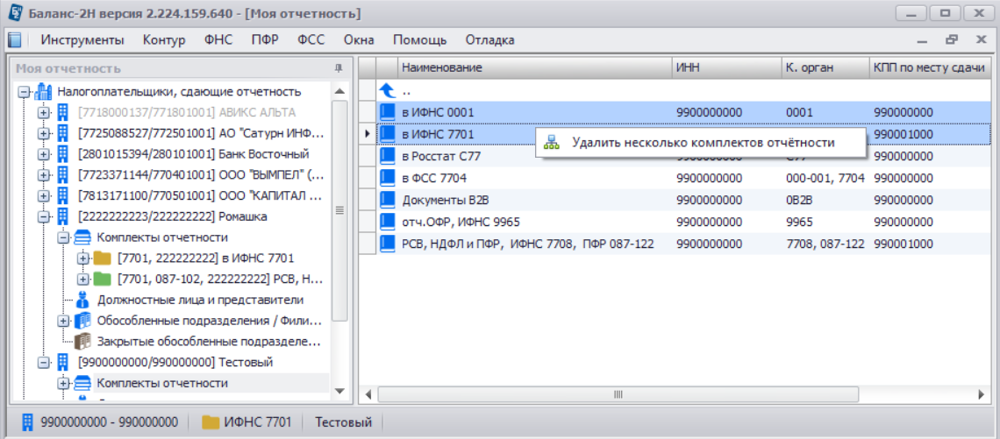 Баланс-2Н версия 2.224.159.640 - [Моя отчетность]
Инструменты Контур ФНС ПФР ФСС Окна Помощь Отладка
Моя отчетность
Налогоплательщики, сдающие отчетность
[7718000137/771801001] АВИКС АЛЬТА
[7725088527/772501001] АО "Сатурн ИНФ...
[2801015394/280101001] Банк Восточный
[7723371144/770401001] ООО "ВЫМПЕЛ" (...
[7813171100/770501001] ООО "КАПИТАЛ ...
[2222222223/222222222] Ромашка
Комплекты отчетности
[7701, 222222222] в ИФНС 7701
[7701, 087-102, 222222222] РСВ, Н...
Должностные лица и представители
Обособленные подразделения / Фили...
Закрытые обособленные подразделе...
[9900000000/990000000] Тестовый
Комплекты отчетности
Наименование ИНН К. орган КПП по месту сдачи
..
в ИФНС 0001 9900000000 0001 990000000
в ИФНС 7701 990001000
Удалить несколько комплектов отчётности
в Росстат С77 9900000000 С77 990000000
в ФСС 7704 9900000000 000-001, 7704 990000000
Документы B2B 9900000000 0B2B 990000000
отч.ОФР, ИФНС 9965 9900000000 9965 990000000
РСВ, НДФЛ и ПФР, ИФНС 7708, ПФР 087-122 9900000000 7708, 087-122 990001000
9900000000 - 990000000 ИФНС 7701 Тестовый